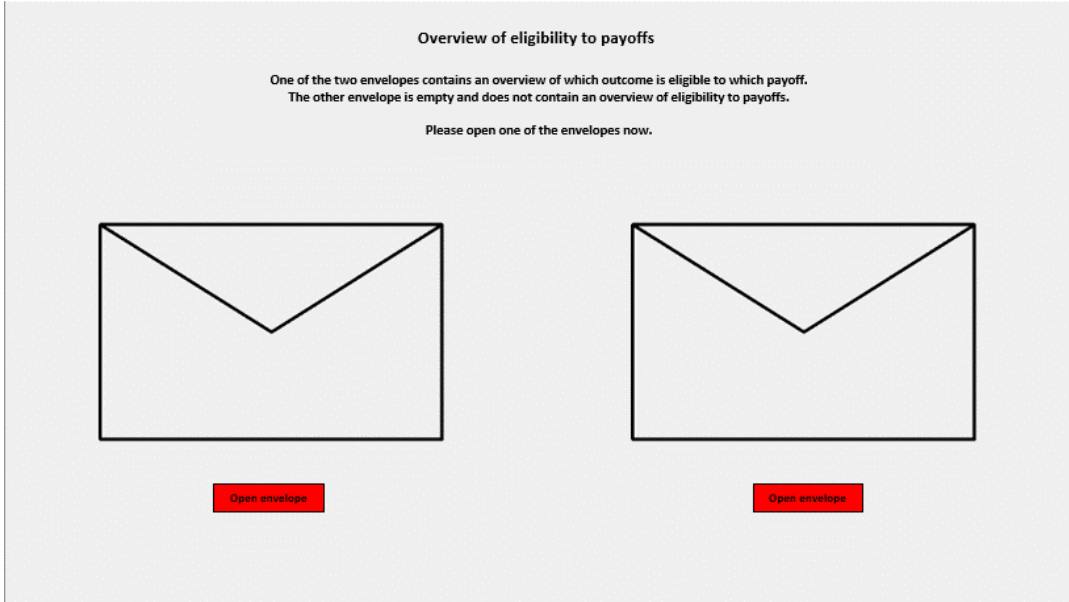 Overview of eligibility to payoffs
One of the two envelopes contains an overview of which outcome is eligible to which payoff.
The other envelope is empty and does not contain an overview of eligibility to payoffs.
Please open one of the envelopes now.
Open envelope
Open envelope